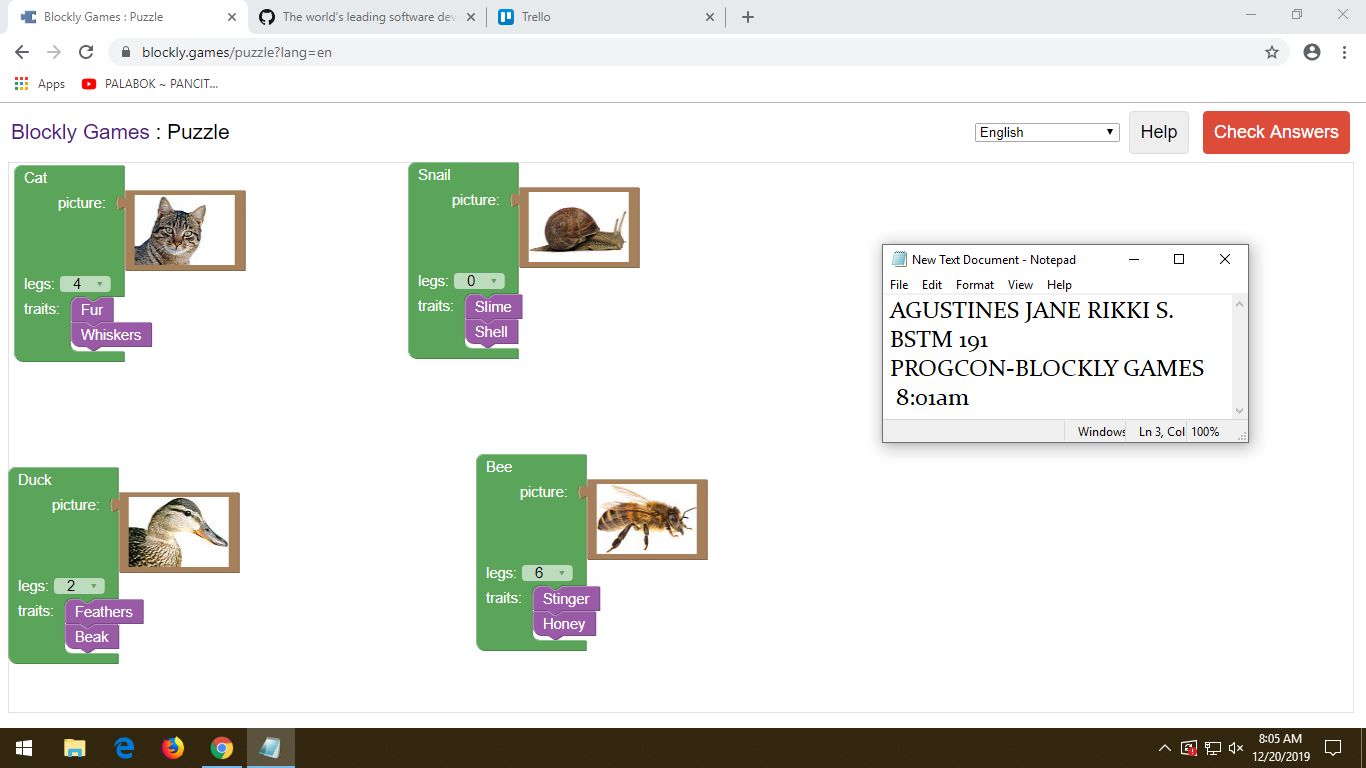 Blockly Games : Puzzle
The world's leading software dev
Trello
blockly.games/puzzle?lang=en
Apps
PALABOK ~ PANCIT...
Blockly Games : Puzzle
English
Help
Check Answers
Cat
picture:
legs: 4
traits: Fur
Whiskers
Snail
picture:
legs: 0
traits: Slime
Shell
New Text Document - Notepad
File Edit Format View Help
AGUSTINES JANE RIKKI S.
BSTM 191
PROGCON-BLOCKLY GAMES
8:01am
Windows Ln 3, Col 100%
Duck
picture:
legs: 2
traits: Feathers
Beak
Bee
picture:
legs: 6
traits: Stinger
Honey
8:05 AM
12/20/2019